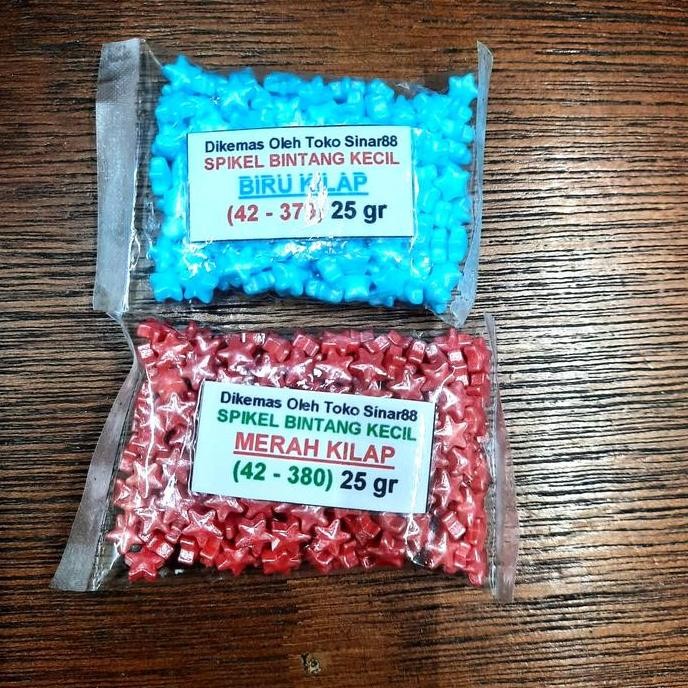 Dikemas Oleh Toko Sinar88
SPIKEL BINTANG KECIL
BIRU KILAP
(42 - 379) 25 gr
Dikemas Oleh Toko Sinar88
SPIKEL BINTANG KECIL
MERAH KILAP
(42 - 380) 25 gr